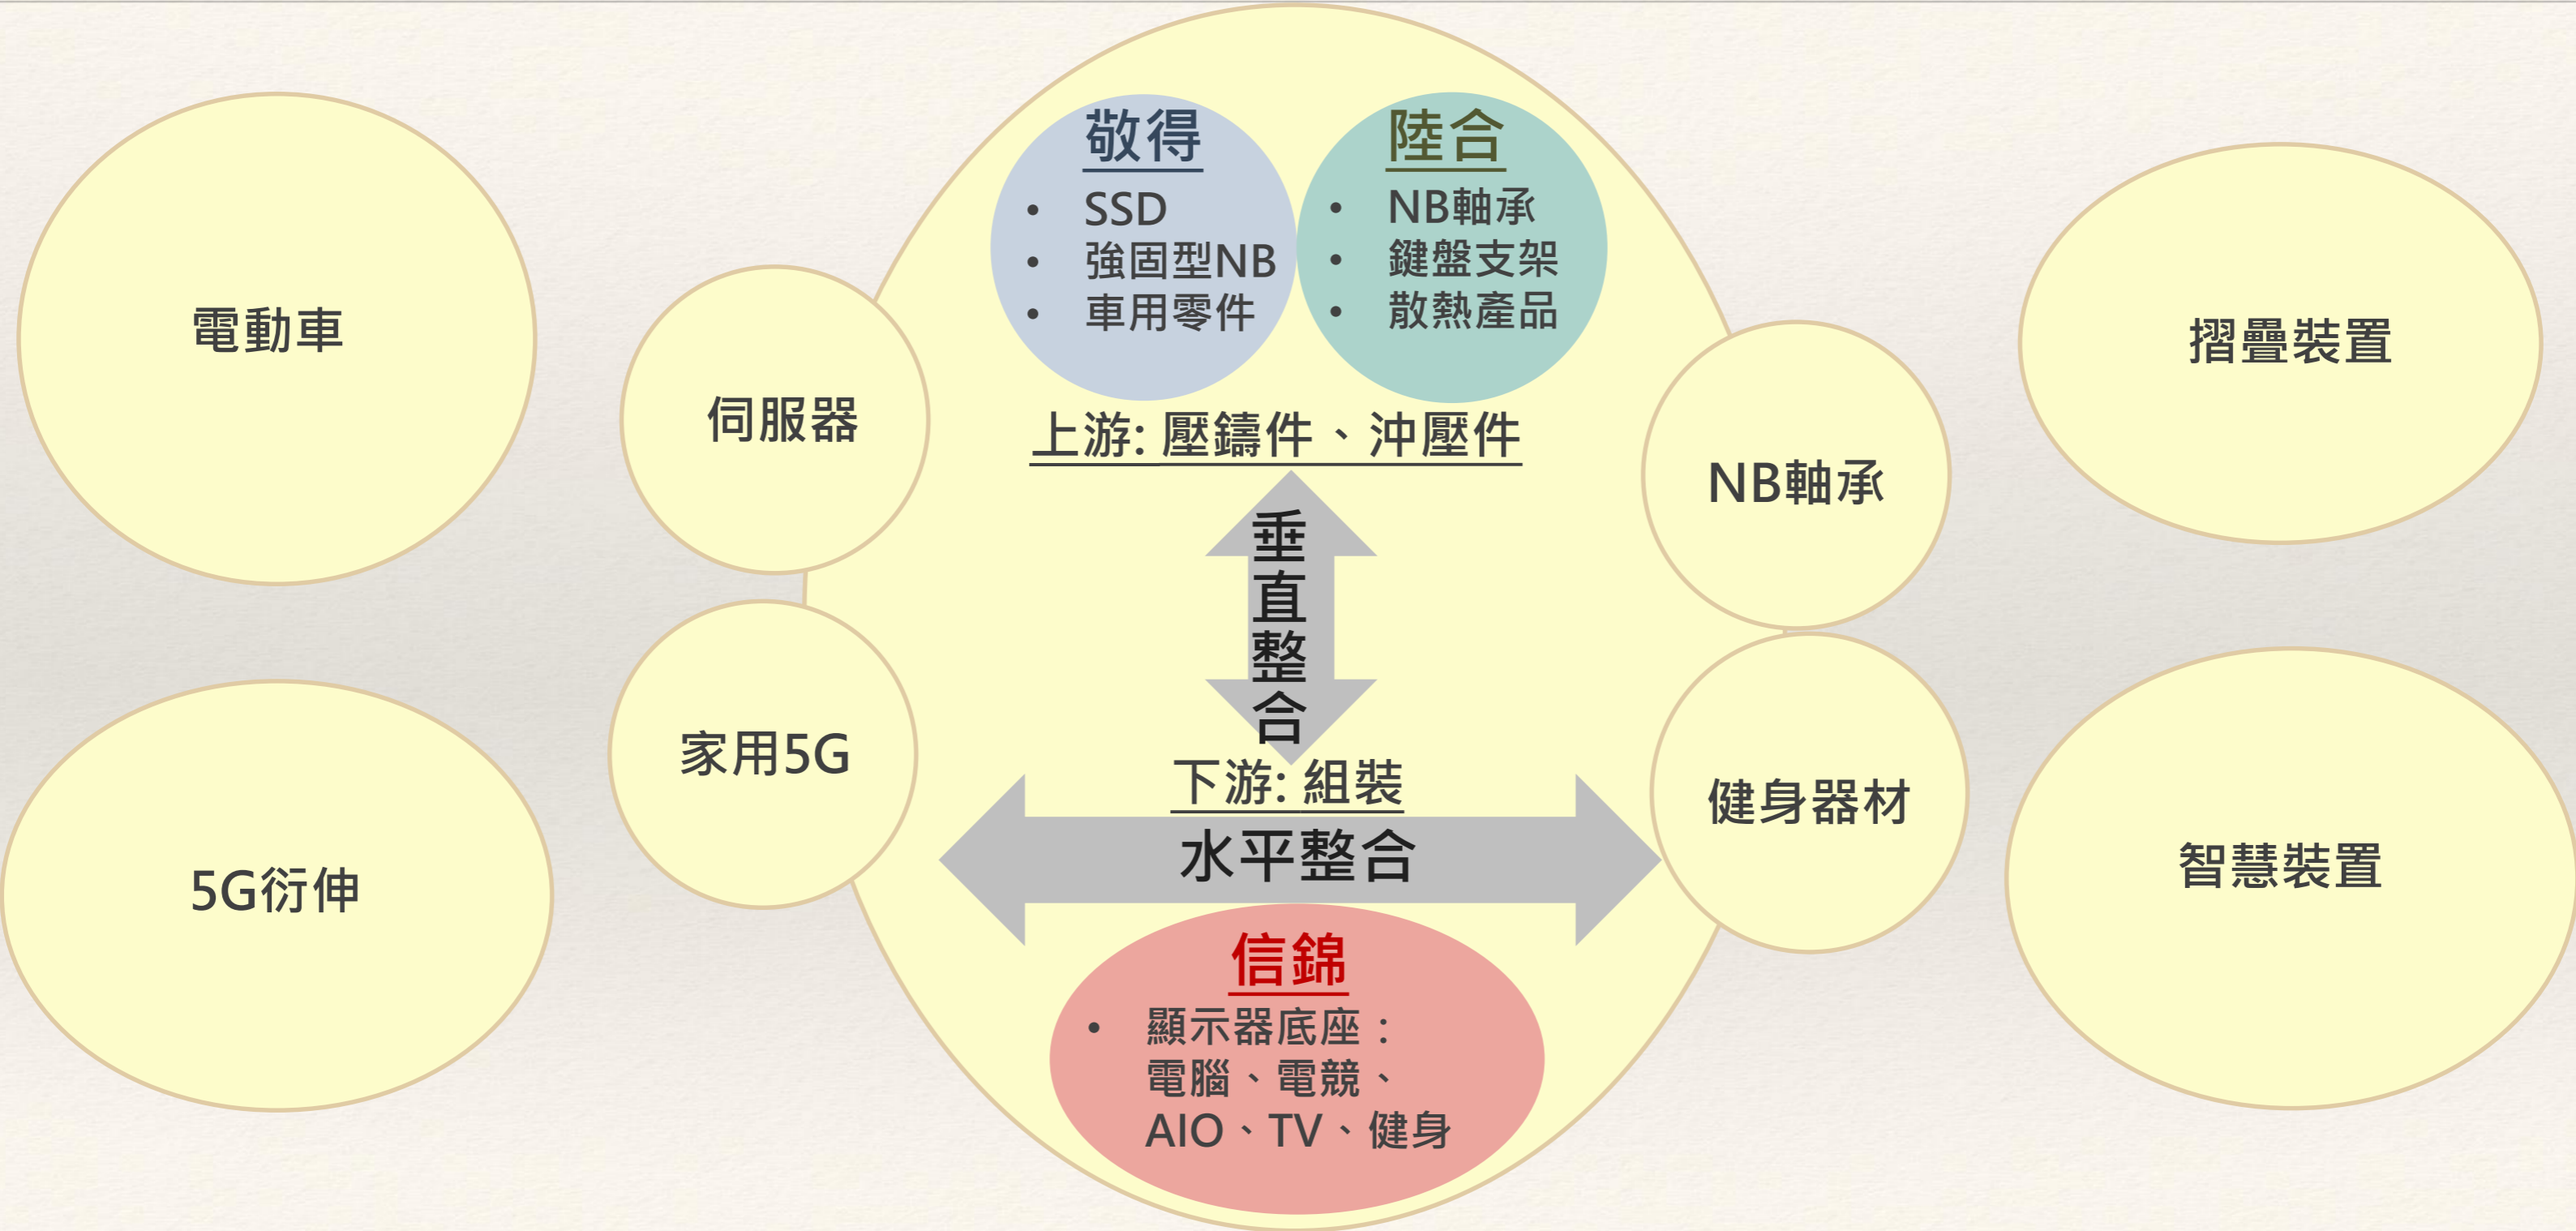 敬得
• SSD
• 強固型NB
• 車用零件
陸合
• NB軸承
• 鍵盤支架
• 散熱產品
上游: 壓鑄件、沖壓件
垂直整合
下游: 組裝
水平整合
信錦
• 顯示器底座：
電腦、電競、
AIO、TV、健身
電動車
伺服器
家用5G
5G衍伸
NB軸承
健身器材
摺疊裝置
智慧裝置